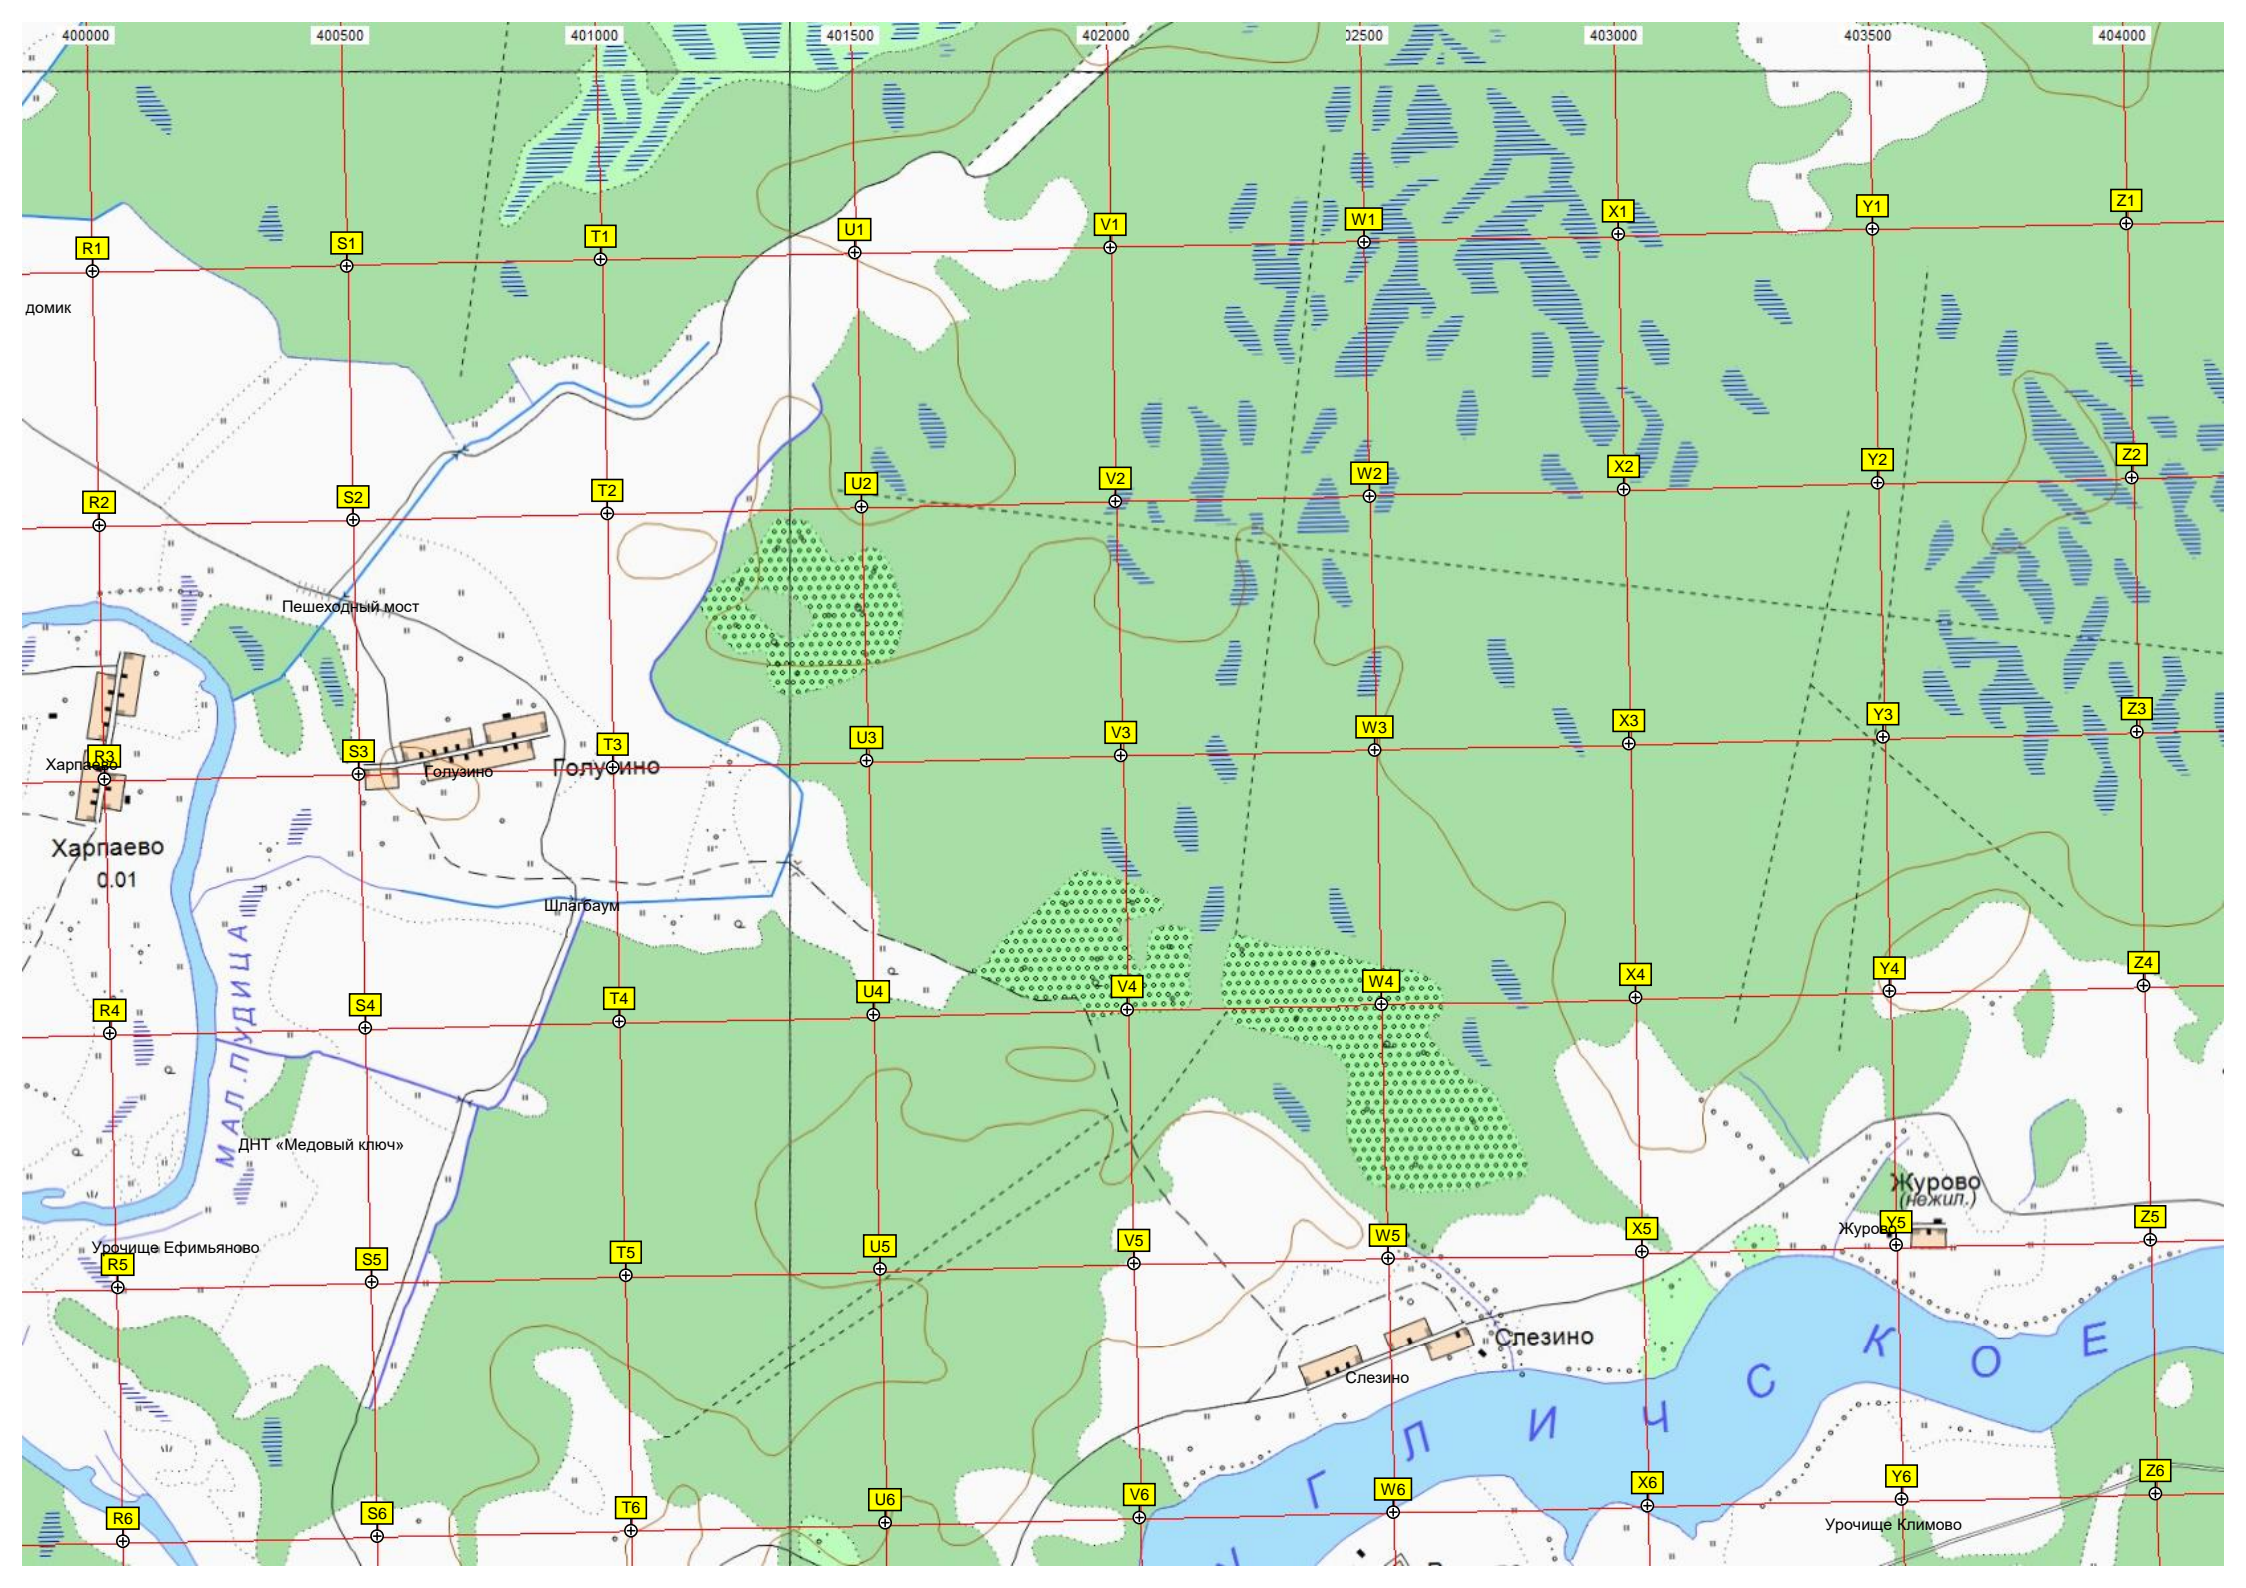 400000 400500 401000 401500 402000 02500 403000 403500 404000
R1 S1 T1 U1 V1 W1 X1 Y1 Z1
домик
R2 S2 T2 U2 V2 W2 X2 Y2 Z2
Пешеходный мост
R3 S3 T3 U3 V3 W3 X3 Y3 Z3
Харпаево
Голузино
Голузино
Харпаево
0.01
Шлагбаум
МАЛ.ПУДИЦА
R4 S4 T4 U4 V4 W4 X4 Y4 Z4
ДНТ «Медовый ключ»
Журово
(нежил.)
Журово
Урочище Ефимьяново
R5 S5 T5 U5 V5 W5 X5 Y5 Z5
Слезино
Слезино
Г Л И Ч С К О Е
R6 S6 T6 U6 V6 W6 X6 Y6 Z6
Урочище Климово